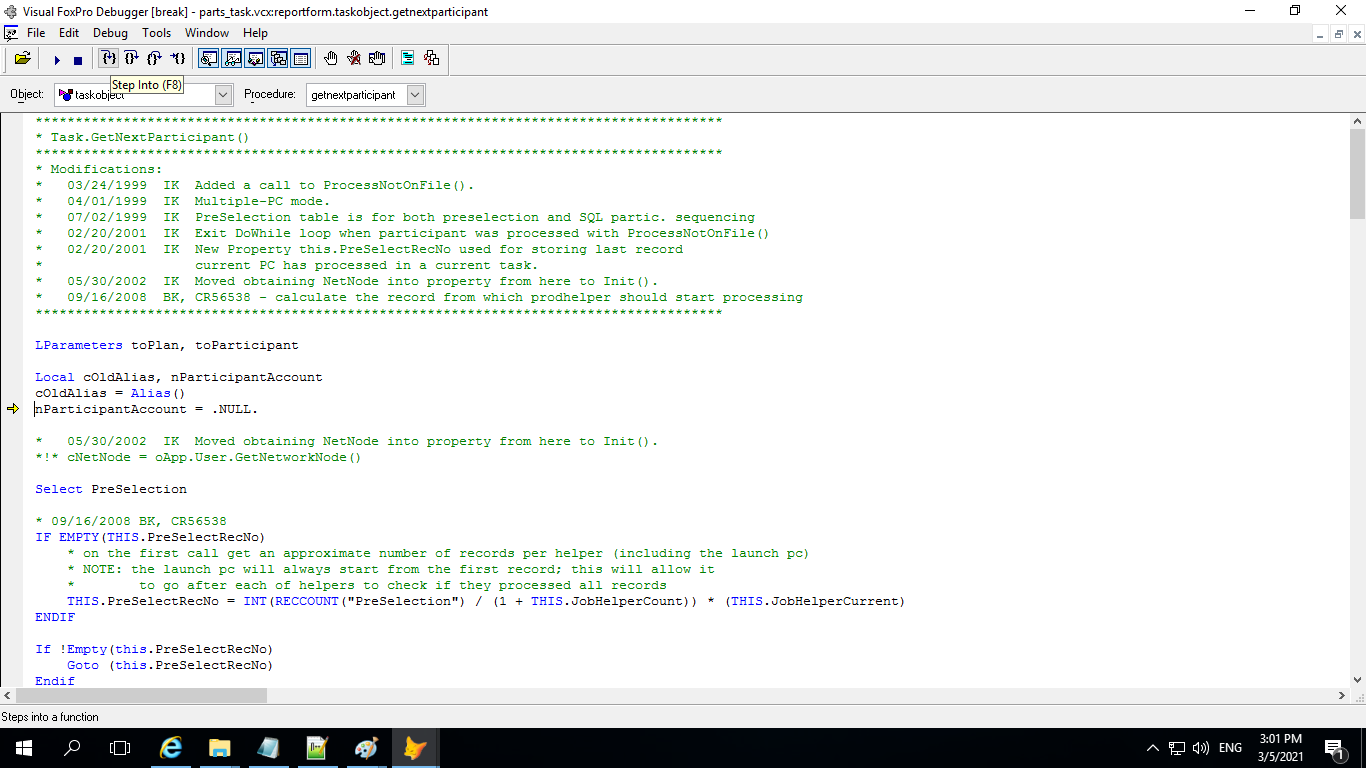 Visual FoxPro Debugger [break] - parts_task.vcx:reportform.taskobject.getnextparticipant
File Edit Debug Tools Window Help
Step Into (F8)
Object: taskobject Procedure: getnextparticipant
**************************************************************************************
* Task.GetNextParticipant()
**************************************************************************************
* Modifications:
*   03/24/1999  IK  Added a call to ProcessNotOnFile().
*   04/01/1999  IK  Multiple-PC mode.
*   07/02/1999  IK  PreSelection table is for both preselection and SQL partic. sequencing
*   02/20/2001  IK  Exit DoWhile loop when participant was processed with ProcessNotOnFile()
*   02/20/2001  IK  New Property this.PreSelectRecNo used for storing last record
*                   current PC has processed in a current task.
*   05/30/2002  IK  Moved obtaining NetNode into property from here to Init().
*   09/16/2008  BK, CR56538 - calculate the record from which prodhelper should start processing
**************************************************************************************
LParameters toPlan, toParticipant
Local cOldAlias, nParticipantAccount
cOldAlias = Alias()
nParticipantAccount = .NULL.
*   05/30/2002  IK  Moved obtaining NetNode into property from here to Init().
*!* cNetNode = oApp.User.GetNetworkNode()
Select PreSelection
* 09/16/2008 BK, CR56538
IF EMPTY(THIS.PreSelectRecNo)
    * on the first call get an approximate number of records per helper (including the launch pc)
    * NOTE: the launch pc will always start from the first record; this will allow it
    *       to go after each of helpers to check if they processed all records
    THIS.PreSelectRecNo = INT(RECCOUNT("PreSelection") / (1 + THIS.JobHelperCount)) * (THIS.JobHelperCurrent)
ENDIF
If !Empty(this.PreSelectRecNo)
    Goto (this.PreSelectRecNo)
Endif
Steps into a function
ENG
3:01 PM
3/5/2021
1